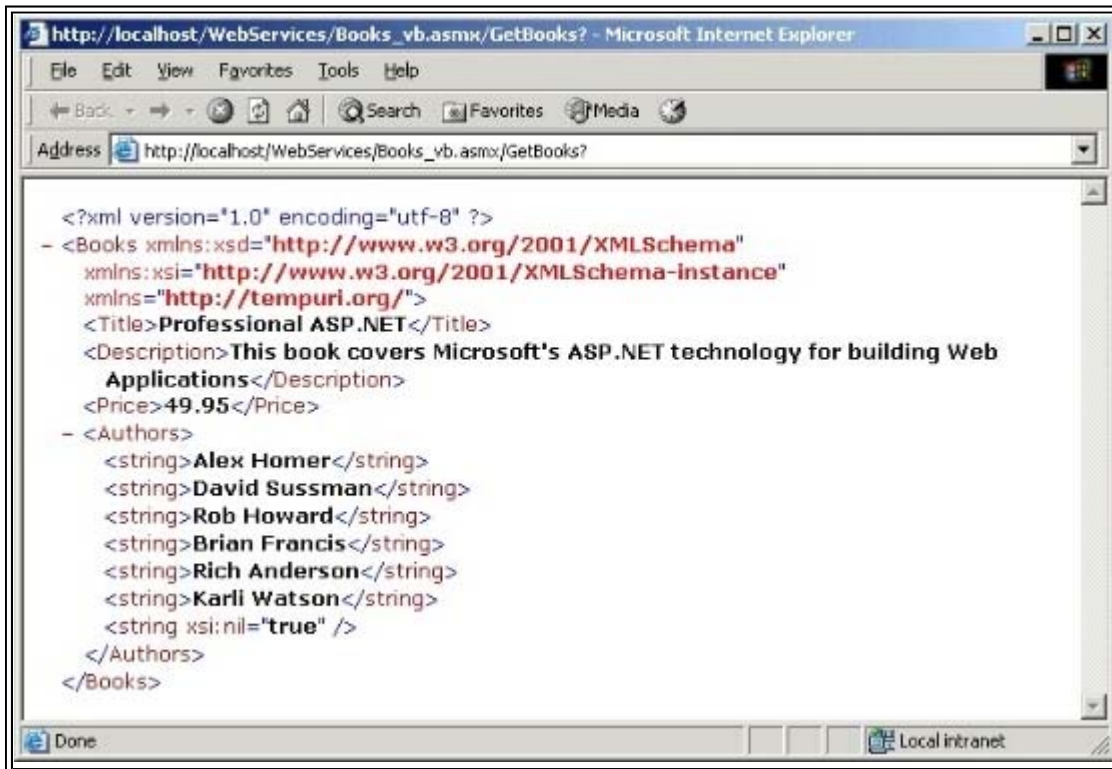 http://localhost/WebServices/Books_vb.asmx/GetBooks? - Microsoft Internet Explorer
File Edit View Favorites Tools Help
Back Search Favorites Media
Address http://localhost/WebServices/Books_vb.asmx/GetBooks?
<?xml version="1.0" encoding="utf-8" ?>
- <Books xmlns:xsd="http://www.w3.org/2001/XMLSchema"
xmlns:xsi="http://www.w3.org/2001/XMLSchema-instance"
xmlns="http://tempuri.org/">
<Title>Professional ASP.NET</Title>
<Description>This book covers Microsoft's ASP.NET technology for building Web
Applications</Description>
<Price>49.95</Price>
- <Authors>
<string>Alex Homer</string>
<string>David Sussman</string>
<string>Rob Howard</string>
<string>Brian Francis</string>
<string>Rich Anderson</string>
<string>Karli Watson</string>
<string xsi:nil="true" />
</Authors>
</Books>
Done Local intranet